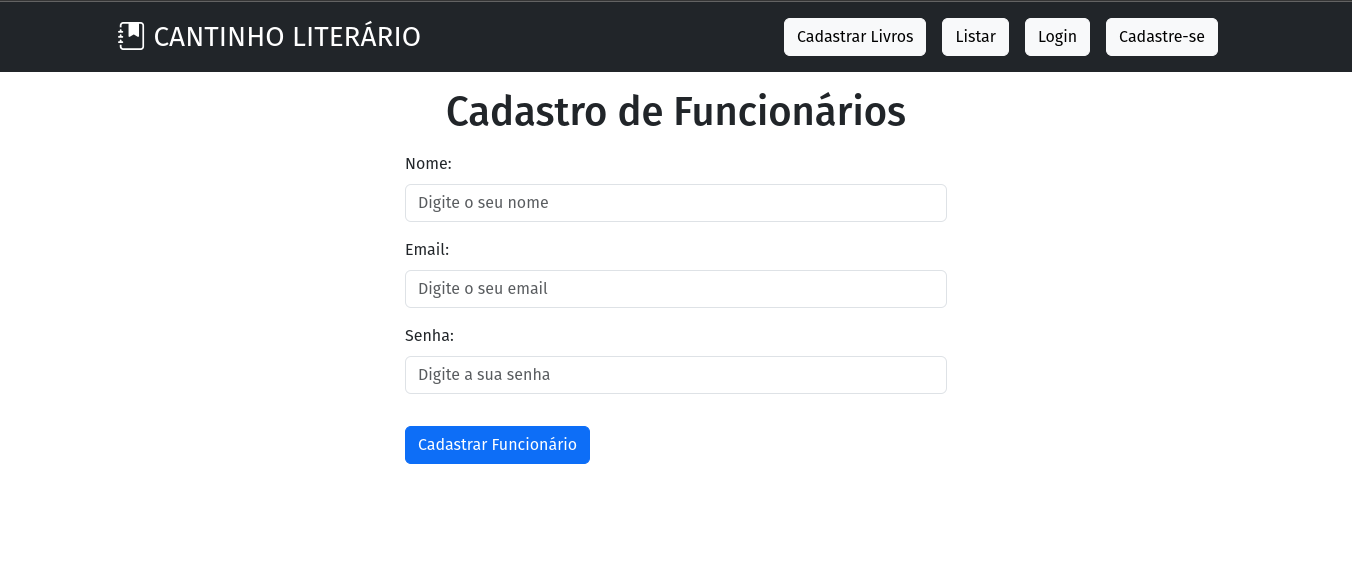 CANTINHO LITERÁRIO
Cadastrar Livros
Listar
Login
Cadastre-se
Cadastro de Funcionários
Nome:
Digite o seu nome
Email:
Digite o seu email
Senha:
Digite a sua senha
Cadastrar Funcionário